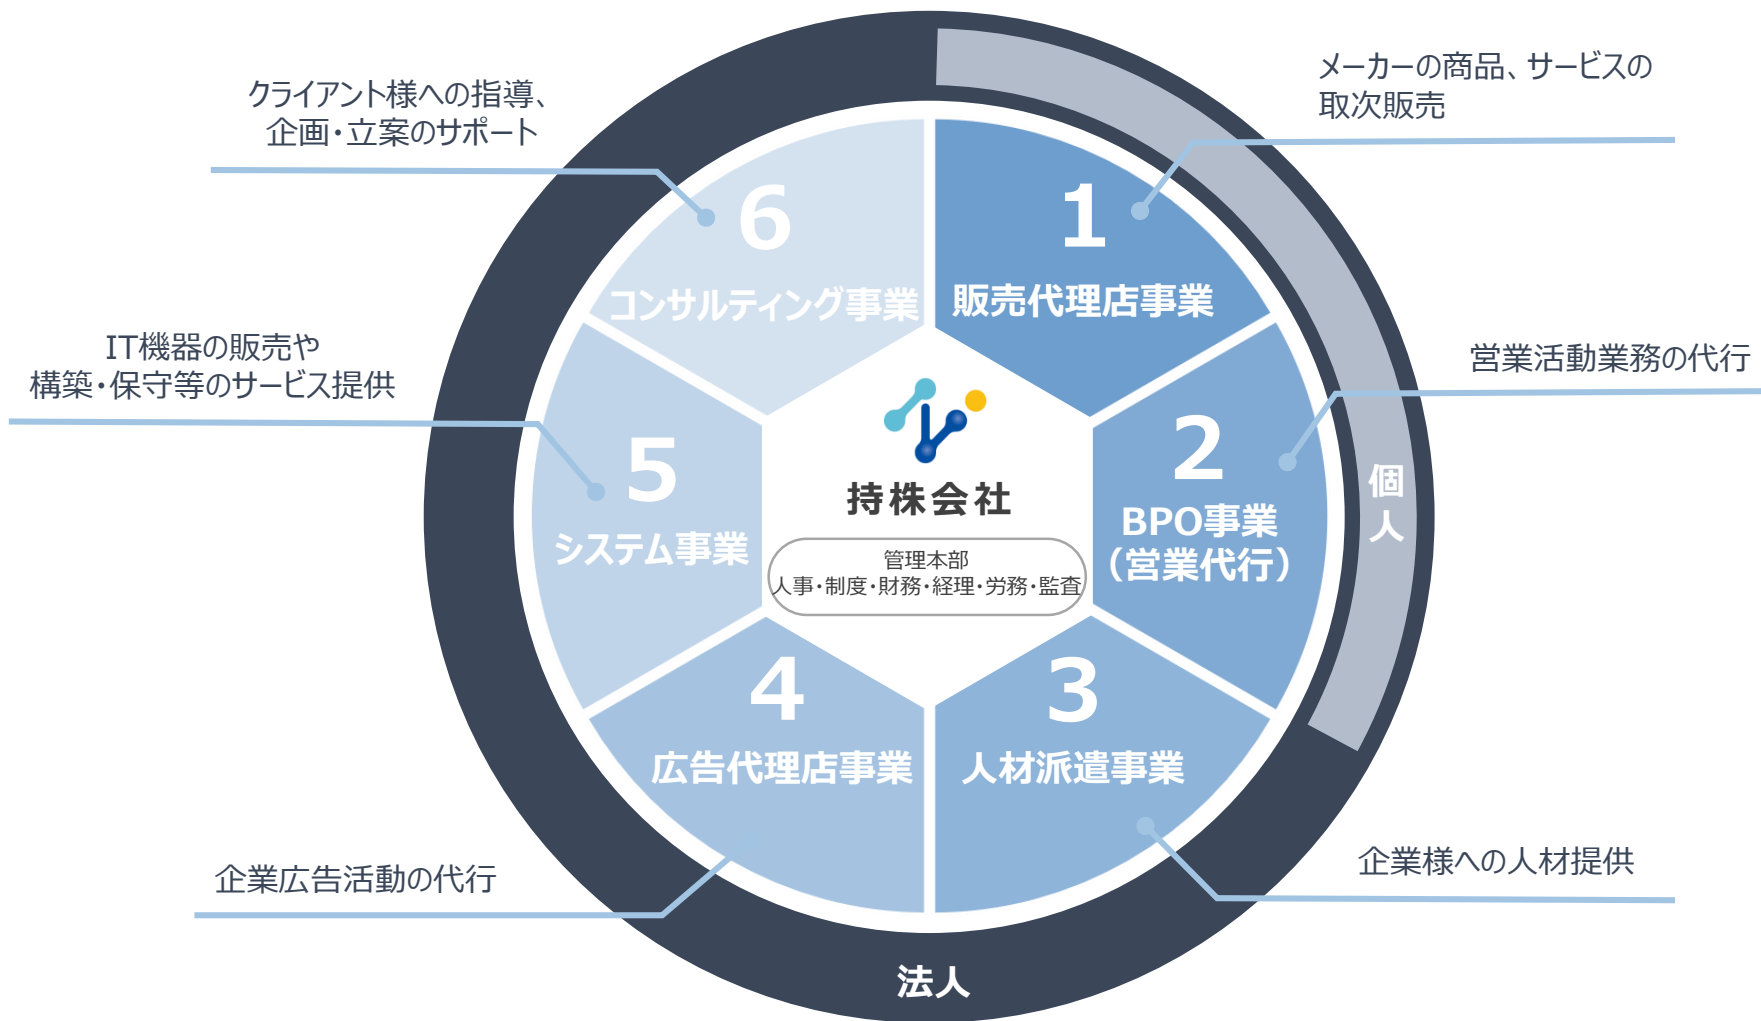 クライアント様への指導、
企画・立案のサポート
メーカーの商品、サービスの
取次販売
6
コンサルティング事業
1
販売代理店事業
IT機器の販売や
構築・保守等のサービス提供
営業活動業務の代行
5
システム事業
持株会社
管理本部
人事・制度・財務・経理・労務・監査
2
BPO事業
（営業代行）
個
人
4
広告代理店事業
3
人材派遣事業
企業広告活動の代行
企業様への人材提供
法人